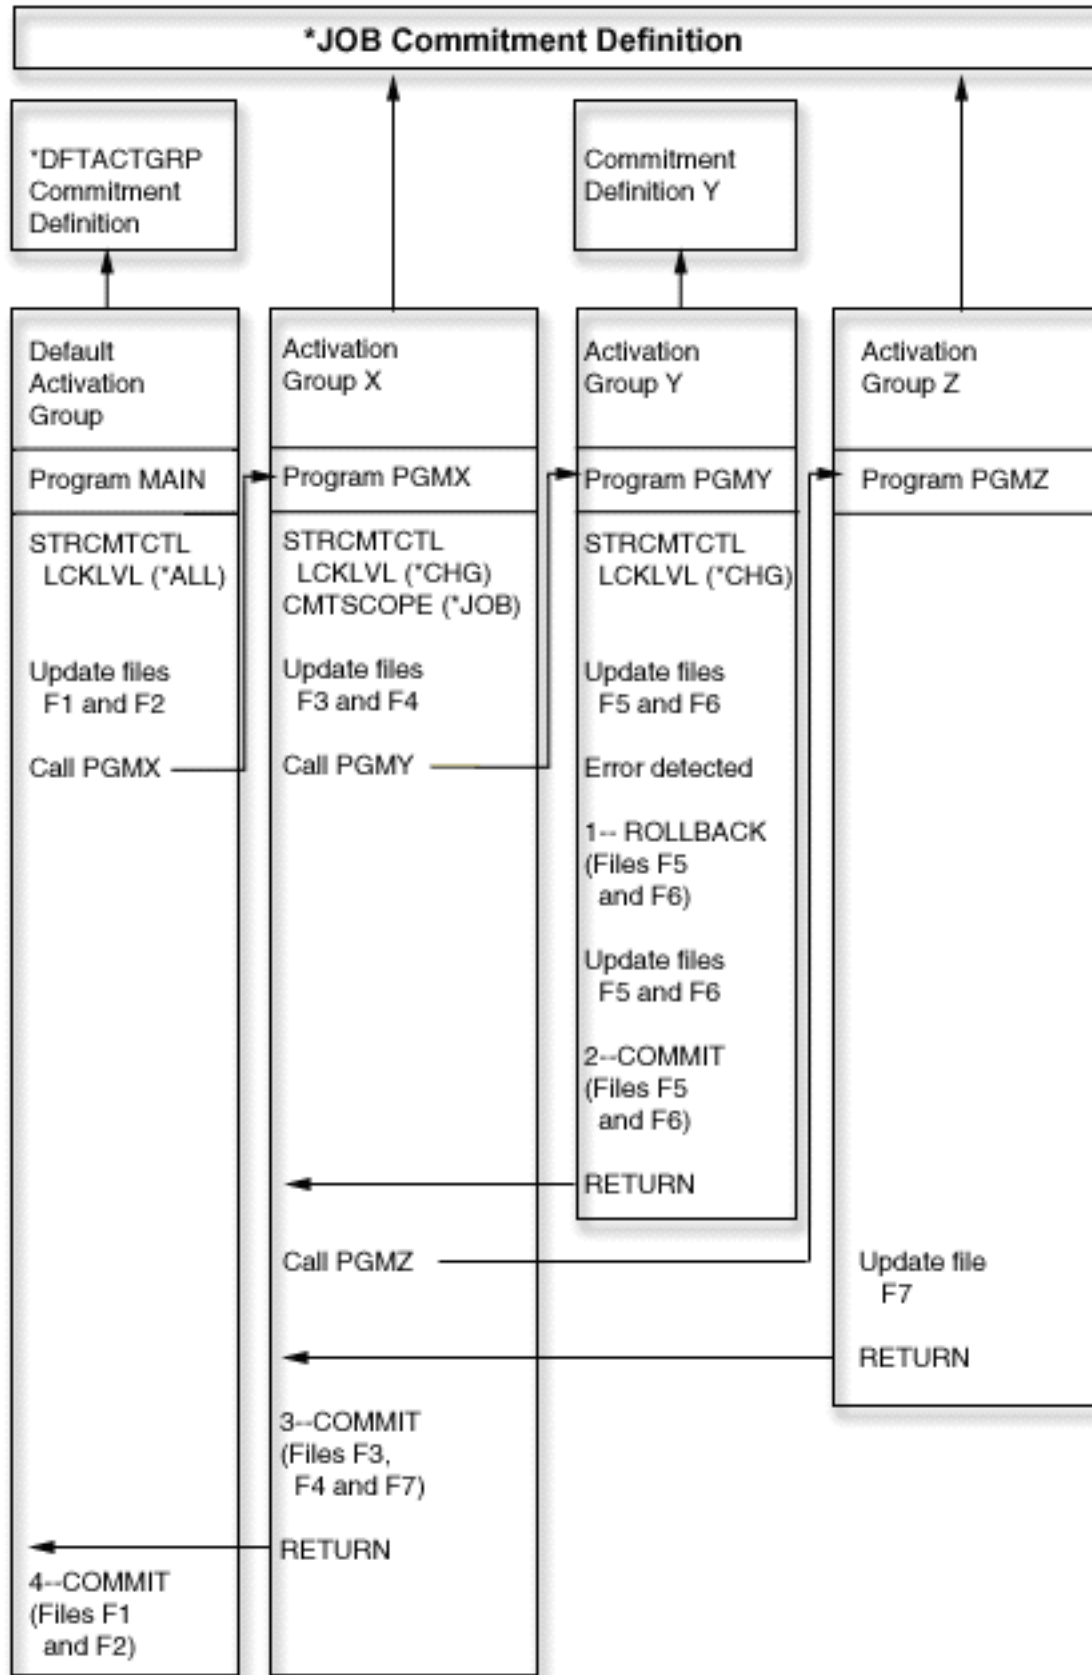 *JOB Commitment Definition
*DFTACTGRP
Commitment
Definition
Commitment
Definition Y
Default
Activation
Group
Program MAIN
STRCMTCTL
LCKLVL (*ALL)
Update files
F1 and F2
Call PGMX
Activation
Group X
Program PGMX
STRCMTCTL
LCKLVL (*CHG)
CMTSCOPE (*JOB)
Update files
F3 and F4
Call PGMY
Activation
Group Y
Program PGMY
STRCMTCTL
LCKLVL (*CHG)
Update files
F5 and F6
Error detected
1-- ROLLBACK
(Files F5
and F6)
Update files
F5 and F6
2--COMMIT
(Files F5
and F6)
RETURN
Call PGMZ
Activation
Group Z
Program PGMZ
Update file
F7
RETURN
3--COMMIT
(Files F3,
F4 and F7)
RETURN
4--COMMIT
(Files F1
and F2)